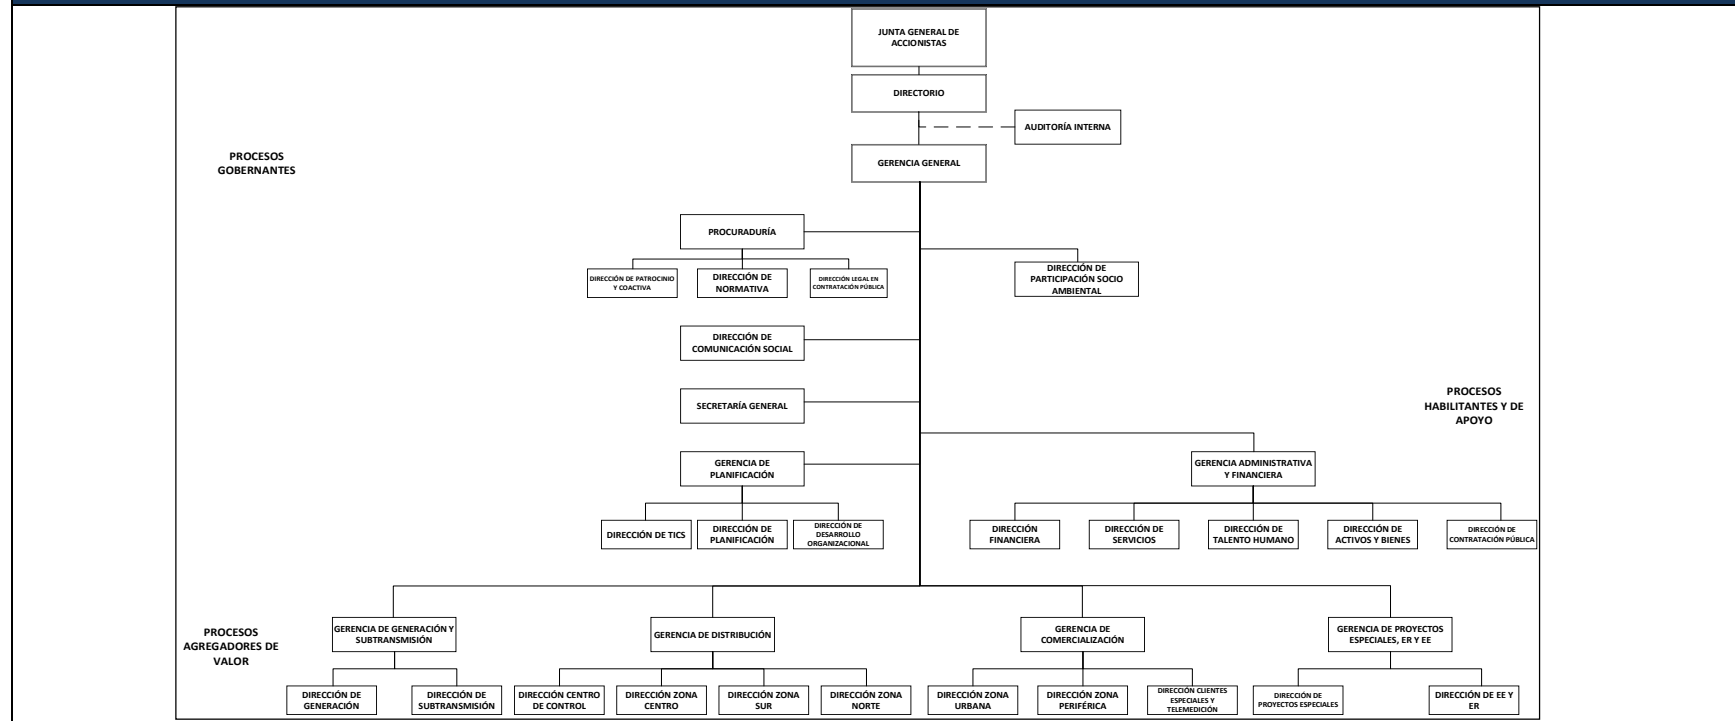 JUNTA GENERAL DE
ACCIONISTAS
DIRECTORIO
AUDITORÍA INTERNA
PROCESOS
GOBERNANTES
GERENCIA GENERAL
PROCURADURÍA
DIRECCIÓN DE PATROCINIO
Y COACTIVA
DIRECCIÓN DE
NORMATIVA
DIRECCIÓN LEGAL EN
CONTRATACIÓN PÚBLICA
DIRECCIÓN DE
PARTICIPACIÓN SOCIO
AMBIENTAL
DIRECCIÓN DE
COMUNICACIÓN SOCIAL
SECRETARÍA GENERAL
PROCESOS
HABILITANTES Y DE
APOYO
GERENCIA DE
PLANIFICACIÓN
GERENCIA ADMINISTRATIVA
Y FINANCIERA
DIRECCIÓN DE TICS
DIRECCIÓN DE
PLANIFICACIÓN
DIRECCIÓN DE
DESARROLLO
ORGANIZACIONAL
DIRECCIÓN
FINANCIERA
DIRECCIÓN DE
SERVICIOS
DIRECCIÓN DE
TALENTO HUMANO
DIRECCIÓN DE
ACTIVOS Y BIENES
DIRECCIÓN DE
CONTRATACIÓN PÚBLICA
PROCESOS
AGREGADORES DE
VALOR
GERENCIA DE GENERACIÓN Y
SUBTRANSMISIÓN
GERENCIA DE DISTRIBUCIÓN
GERENCIA DE
COMERCIALIZACIÓN
GERENCIA DE PROYECTOS
ESPECIALES, ER Y EE
DIRECCIÓN DE
GENERACIÓN
DIRECCIÓN DE
SUBTRANSMISIÓN
DIRECCIÓN CENTRO
DE CONTROL
DIRECCIÓN ZONA
CENTRO
DIRECCIÓN ZONA
SUR
DIRECCIÓN ZONA
NORTE
DIRECCIÓN ZONA
URBANA
DIRECCIÓN ZONA
PERIFÉRICA
DIRECCIÓN CLIENTES
ESPECIALES Y
TELEMEDICIÓN
DIRECCIÓN DE
PROYECTOS ESPECIALES
DIRECCIÓN DE EE Y
ER